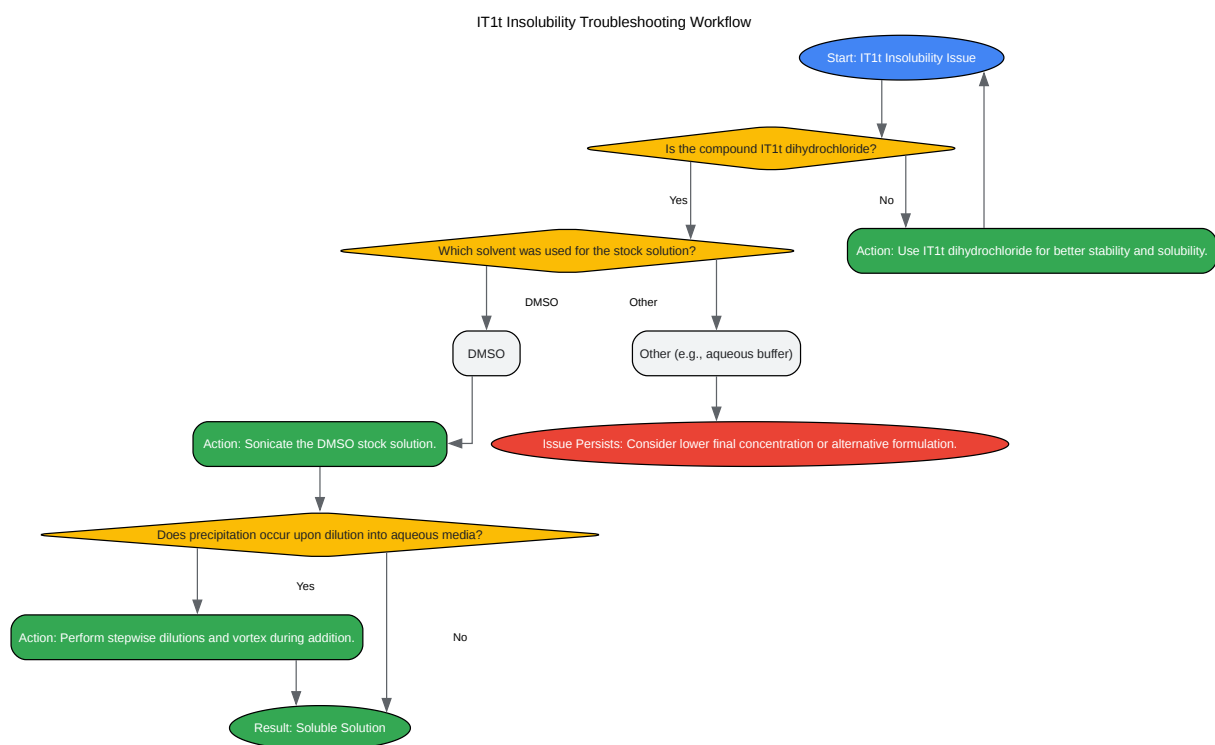 IT1t Insolubility Troubleshooting Workflow
Start: IT1t Insolubility Issue
Is the compound IT1t dihydrochloride?
Yes
No
Which solvent was used for the stock solution?
Action: Use IT1t dihydrochloride for better stability and solubility.
DMSO
Other
DMSO
Other (e.g., aqueous buffer)
Action: Sonicate the DMSO stock solution.
Issue Persists: Consider lower final concentration or alternative formulation.
Does precipitation occur upon dilution into aqueous media?
Yes
No
Action: Perform stepwise dilutions and vortex during addition.
Result: Soluble Solution